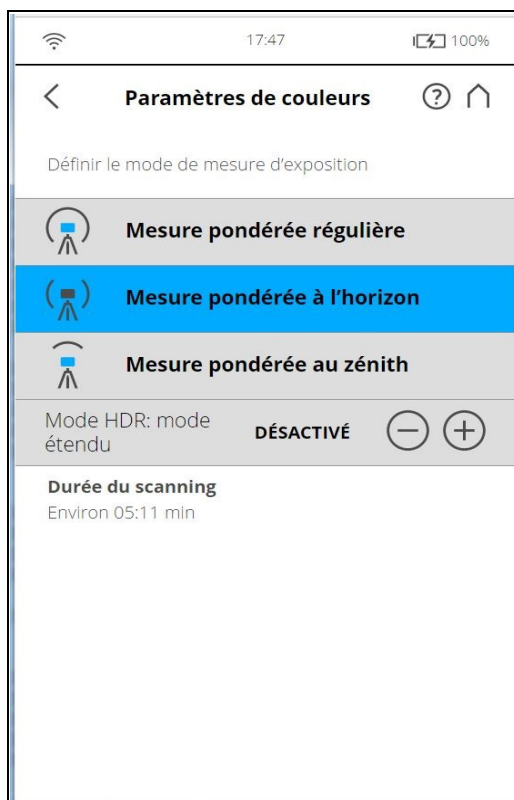 17:47
100%
Paramètres de couleurs
Définir le mode de mesure d'exposition
Mesure pondérée régulière
Mesure pondérée à l'horizon
Mesure pondérée au zénith
Mode HDR: mode
étendu
DÉSACTIVÉ
Durée du scanning
Environ 05:11 min